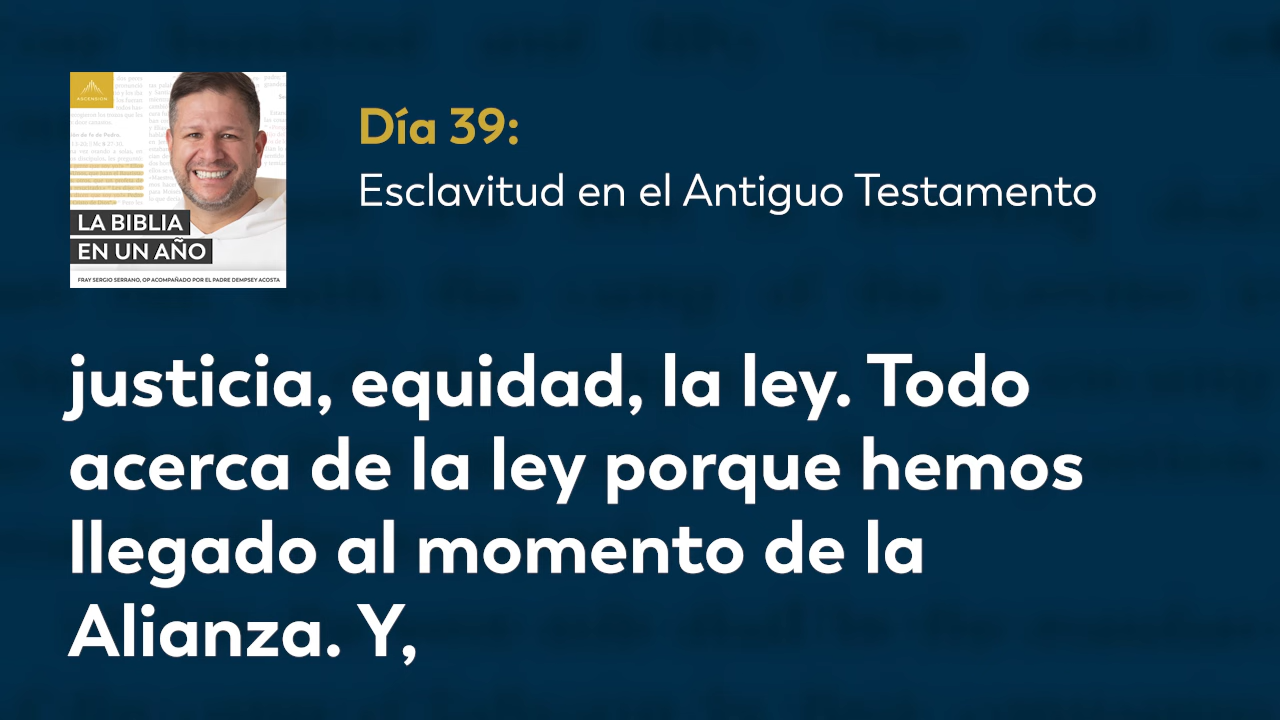 ASCENSION
LA BIBLIA
EN UN AÑO
FRAY SERGIO SERRANO, OP ACOMPAÑADO POR EL PADRE DEMPSEY ACOSTA
Día 39:
Esclavitud en el Antiguo Testamento
justicia, equidad, la ley. Todo
acerca de la ley porque hemos
llegado al momento de la
Alianza. Y,